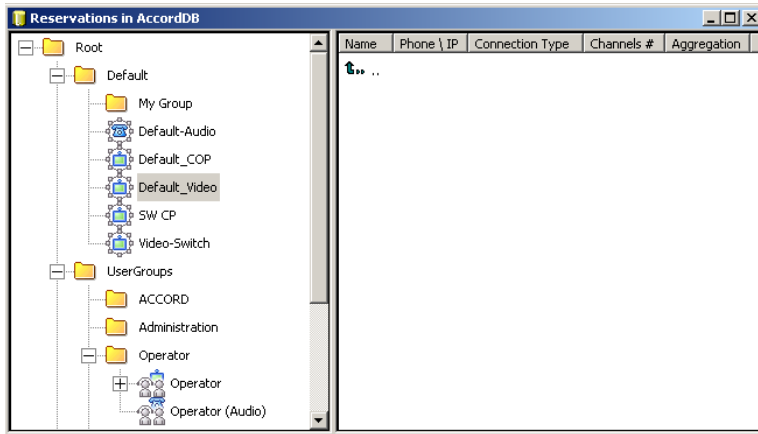 Reservations in AccordDB
Root
Default
My Group
Default-Audio
Default_COP
Default_Video
SW CP
Video-Switch
UserGroups
ACCORD
Administration
Operator
Operator
Operator (Audio)
Name Phone \ IP Connection Type Channels # Aggregation
..